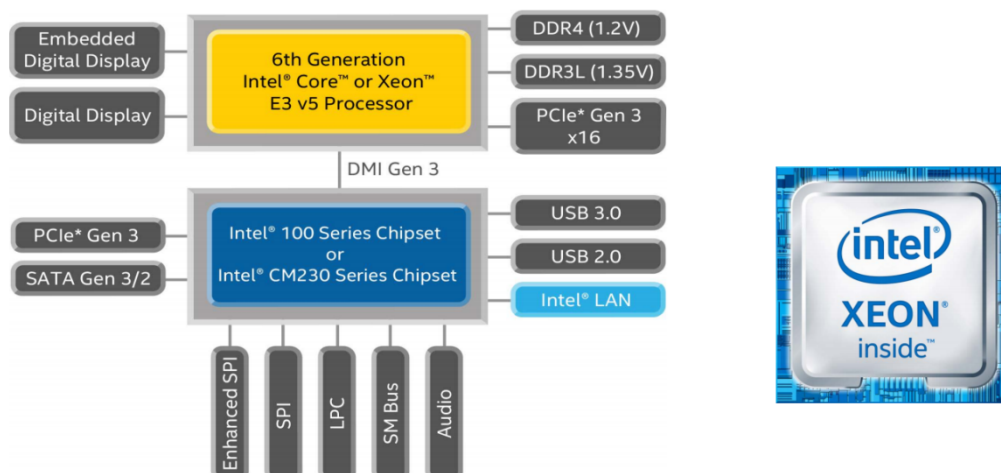 Embedded
Digital Display
Digital Display
6th Generation
Intel® Core™ or Xeon™
E3 v5 Processor
DDR4 (1.2V)
DDR3L (1.35V)
PCIe* Gen 3
x16
DMI Gen 3
PCIe* Gen 3
SATA Gen 3/2
Intel® 100 Series Chipset
or
Intel® CM230 Series Chipset
USB 3.0
USB 2.0
Intel® LAN
Enhanced SPI
SPI
LPC
SM Bus
Audio
intel®
XEON®
inside™